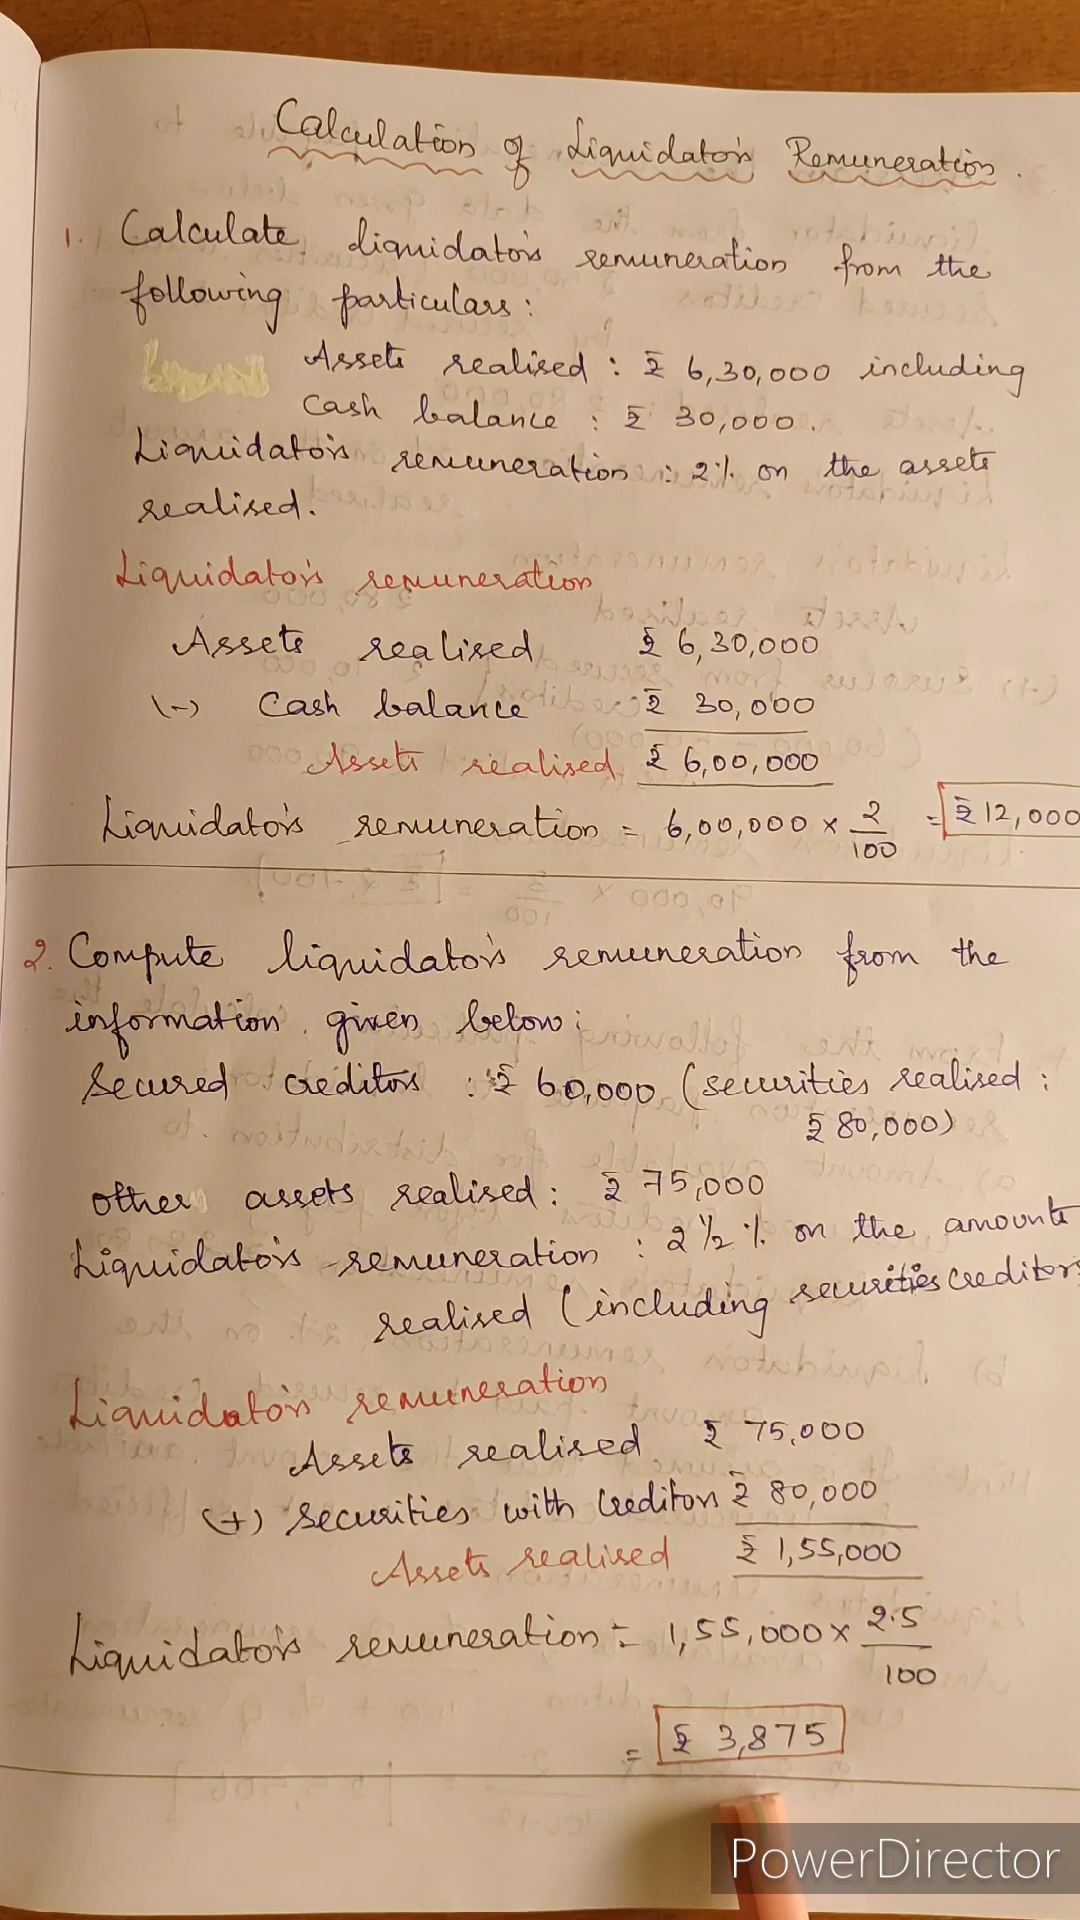 Calculation of Liquidator's Remuneration.
1. Calculate liquidator's remuneration from the
following particulars:
Assets realised : ₹ 6,30,000 including
Cash balance : ₹ 30,000.
Liquidator's remuneration : 2% on the assets
realised.
Liquidator's remuneration
Assets realised ₹ 6,30,000
(-) Cash balance ₹ 30,000
Assets realised ₹ 6,00,000
Liquidator's remuneration = 6,00,000 × 2/100 = ₹ 12,000
2. Compute liquidator's remuneration from the
information given below:
Secured creditors : ₹ 60,000 (securities realised :
₹ 80,000)
other assets realised : ₹ 75,000
Liquidator's remuneration : 2 1/2 % on the amounts
realised (including securities creditors
Liquidator's remuneration
Assets realised ₹ 75,000
(+) Securities with Creditors ₹ 80,000
Assets realised ₹ 1,55,000
Liquidator's remuneration = 1,55,000 × 2.5/100
= ₹ 3,875
PowerDirector